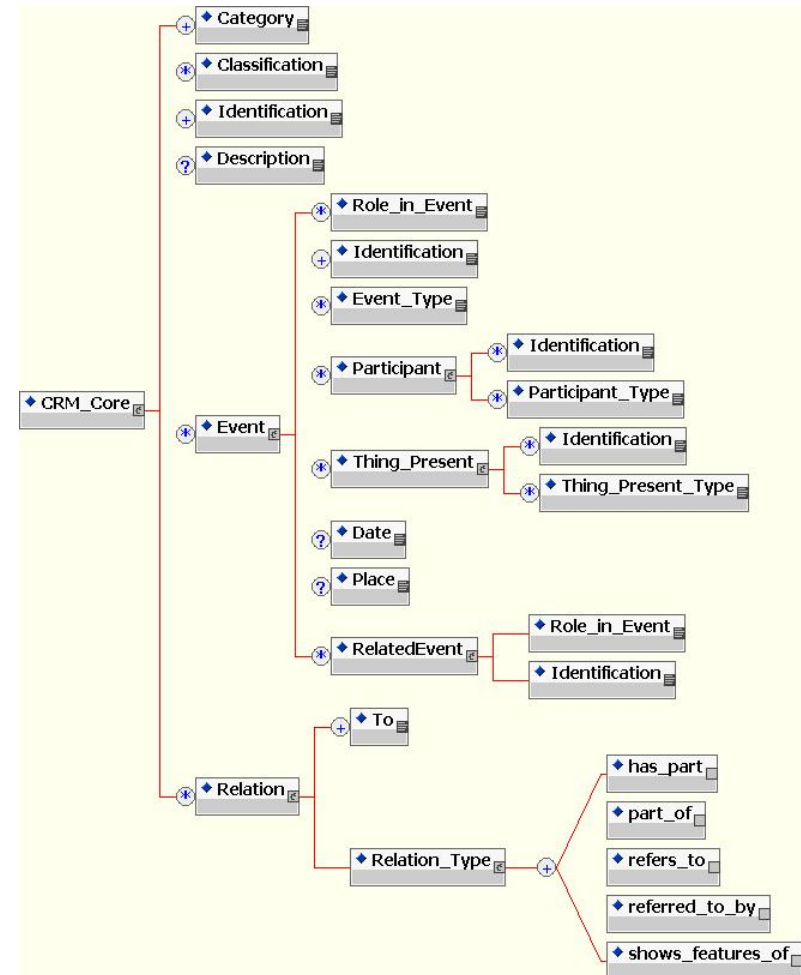 + Category
* Classification
+ Identification
? Description
* Role_in_Event
+ Identification
* Event_Type
* Participant
* Identification
* Participant_Type
CRM_Core
* Event
* Thing_Present
* Identification
* Thing_Present_Type
? Date
? Place
* RelatedEvent
Role_in_Event
Identification
* Relation
+ To
Relation_Type
+
has_part
part_of
refers_to
referred_to_by
shows_features_of